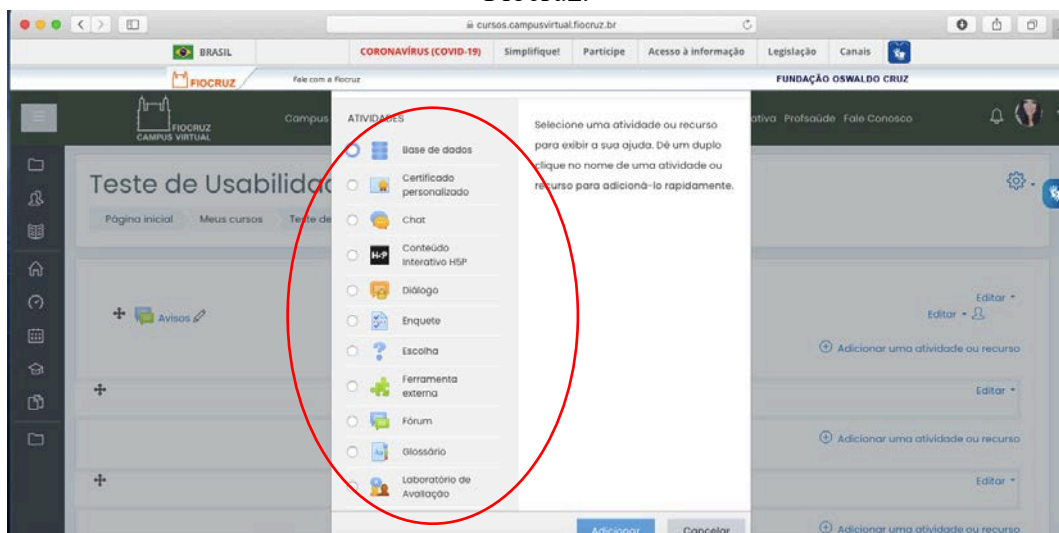 cursos.campusvirtual.fiocruz.br
BRASIL
CORONAVÍRUS (COVID-19)
Simplifique!
Participe
Acesso à informação
Legislação
Canais
FIOCRUZ
Fale com a Fiocruz
FUNDAÇÃO OSWALDO CRUZ
FIOCRUZ
CAMPUS VIRTUAL
Campus
Profsaúde
Fale Conosco
ATIVIDADES
Selecione uma atividade ou recurso
para exibir a sua ajuda. Dê um duplo
clique no nome de uma atividade ou
recurso para adicioná-lo rapidamente.
Teste de Usabilidad
Página inicial
Meus cursos
Teste de
Base de dados
Certificado
personalizado
Chat
H5P
Conteúdo
Interativo H5P
Diálogo
Enquete
Escolha
Ferramenta
externa
Fórum
Glossário
Laboratório de
Avaliação
Avisos
Editar
Editar
Adicionar uma atividade ou recurso
Editar
Adicionar uma atividade ou recurso
Editar
Adicionar uma atividade ou recurso
Adicionar
Cancelar